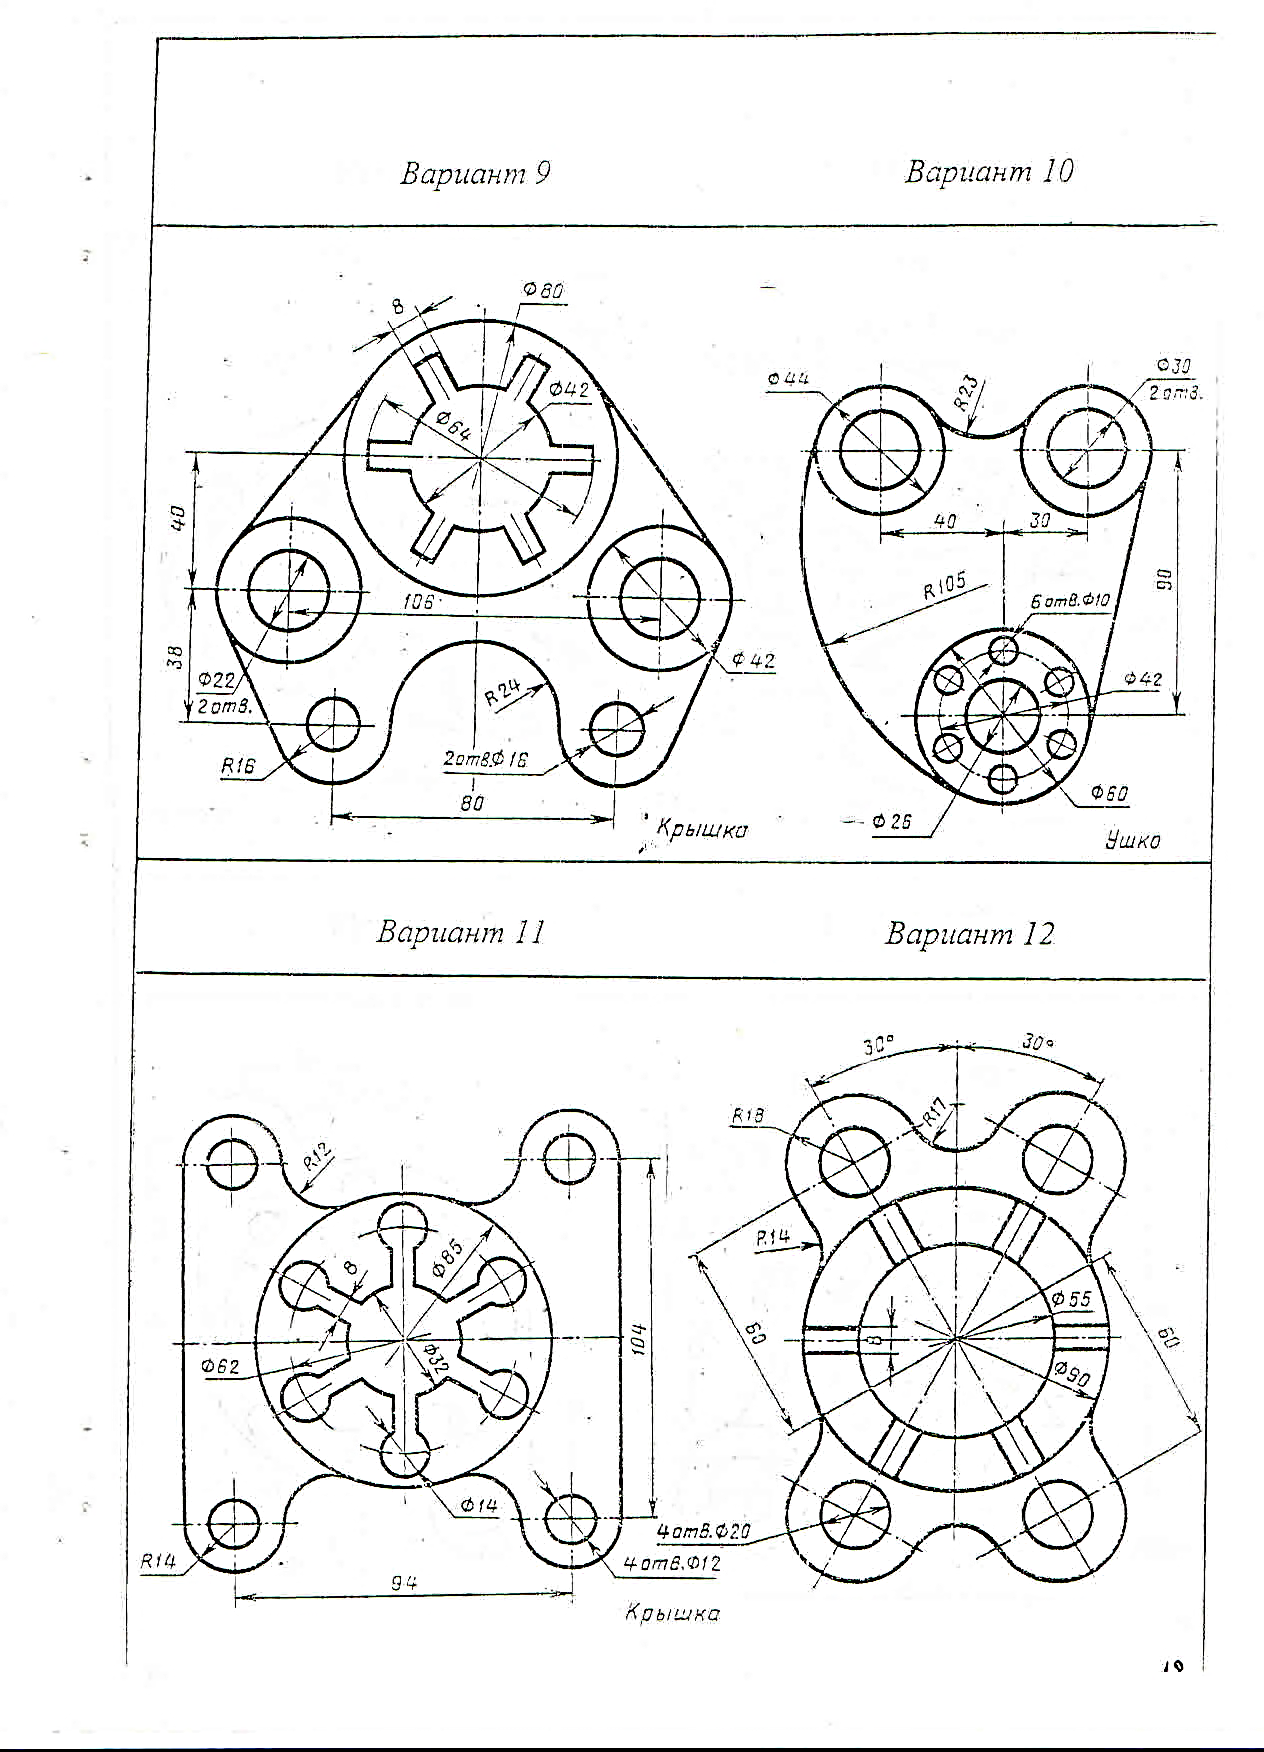 Вариант 9
Вариант 10
8
Ф80
Ф42
Ф64
40
106
38
Ф22
2отв.
R16
R24
2отв.Ф16
Ф42
80
Крышка
Ф44
R23
Ф30
2отв.
40
30
90
R105
6отв.Ф10
Ф42
Ф60
Ф26
Ушко
Вариант 11
Вариант 12
R12
8
Ф85
Ф62
Ф32
104
Ф14
R14
94
4отв.Ф12
Крышка
30°
30°
R18
R17
R14
60
8
Ф55
60
Ф90
4отв.Ф20